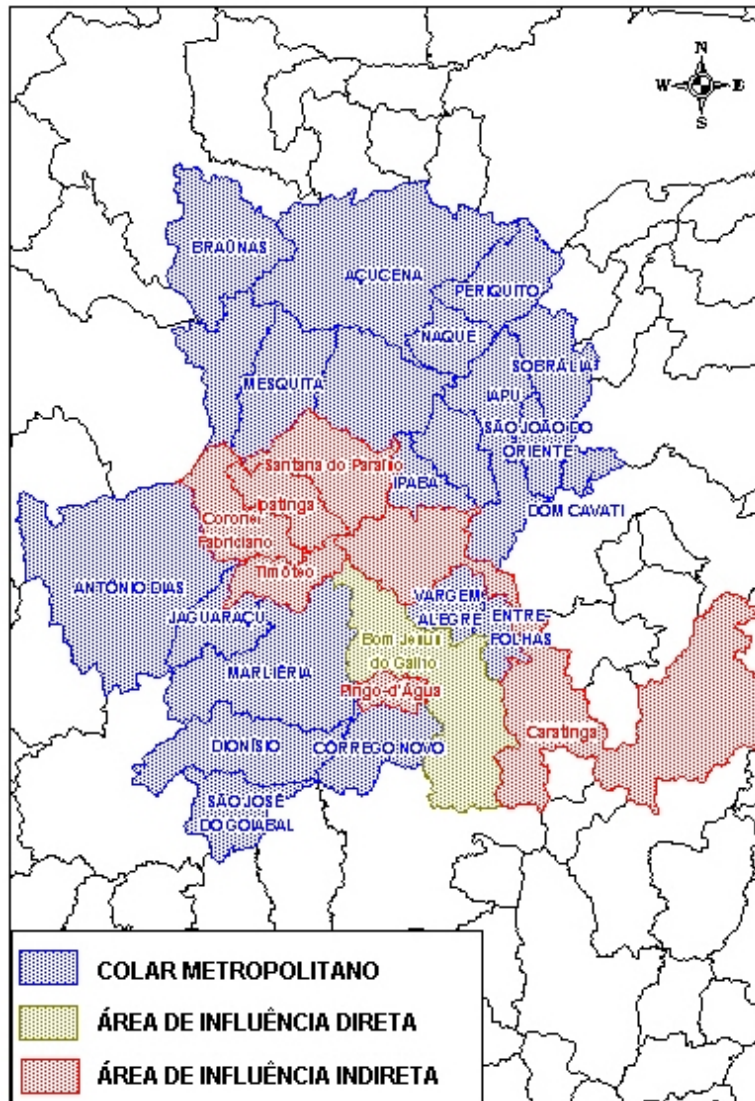 N
W E
S
BRAÚNAS
AÇUCENA
PERIQUITO
NAQUE
SOBRÁLIA
MESQUITA
IAPU
SÃO JOÃO DO
ORIENTE
Santana do Paraíso
IPABA
Ipatinga
DOM CAVATI
Coronel
Fabriciano
Timóteo
ANTÔNIO DIAS
VARGEM
ALEGRE
ENTRE-
FOLHAS
JAGUARAÇU
Bom Jesus
do Galho
MARLIÉRIA
Pingo-d'Água
Caratinga
DIONÍSIO
CÓRREGO NOVO
SÃO JOSÉ
DO GOIABAL
COLAR METROPOLITANO
ÁREA DE INFLUÊNCIA DIRETA
ÁREA DE INFLUÊNCIA INDIRETA